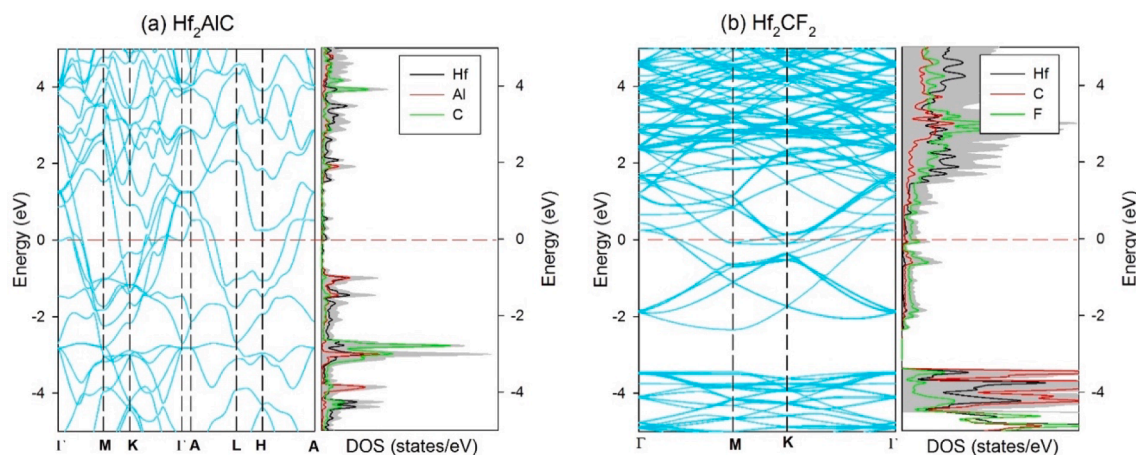 (a) Hf₂AlC
(b) Hf₂CF₂
Energy (eV)
4
2
0
-2
-4
Γ M K Γ A L H A
Hf
Al
C
DOS (states/eV)
4
2
0
-2
-4
Energy (eV)
Energy (eV)
4
2
0
-2
-4
Γ M K Γ
Hf
C
F
DOS (states/eV)
4
2
0
-2
-4
Energy (eV)